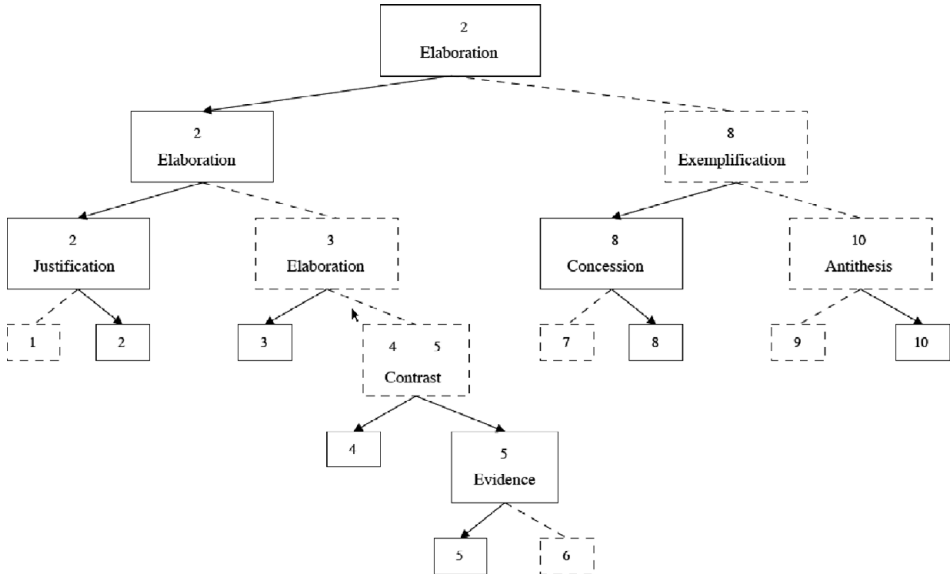 2
Elaboration
2
Elaboration
8
Exemplification
2
Justification
3
Elaboration
8
Concession
10
Antithesis
1
2
3
4 5
Contrast
7
8
9
10
4
5
Evidence
5
6